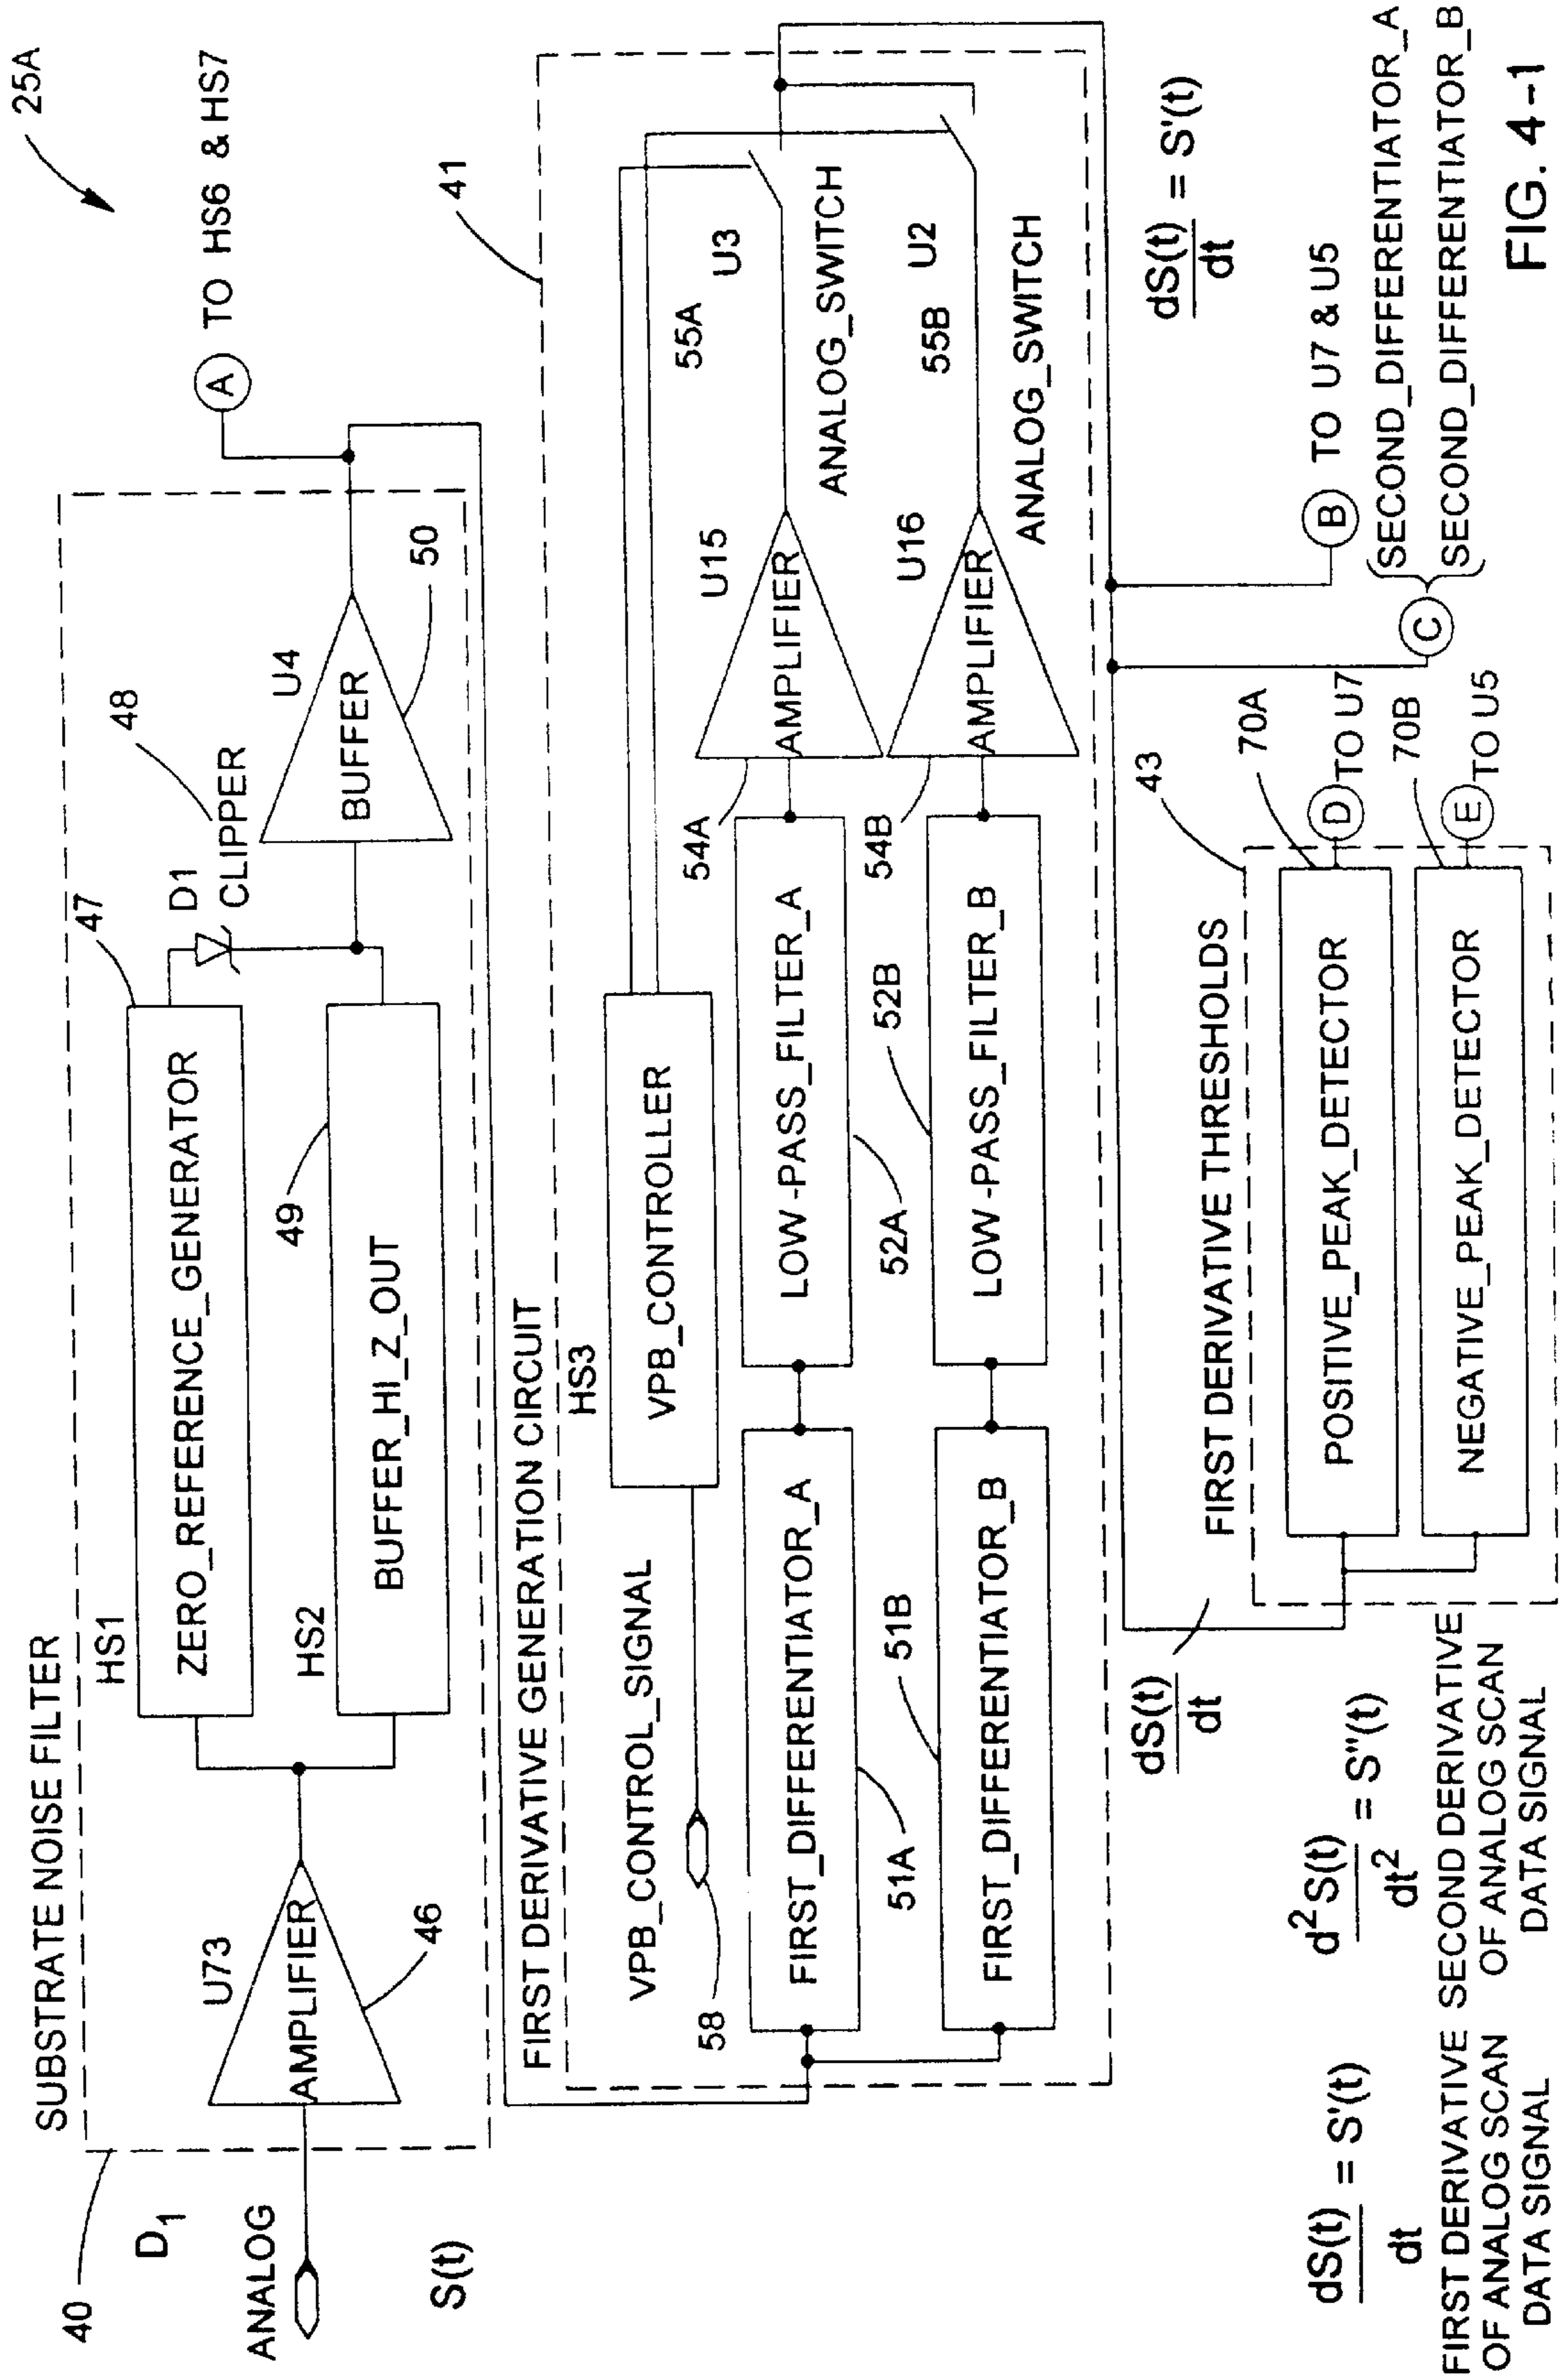 25A
SUBSTRATE NOISE FILTER
40
D1
ANALOG
S(t)
U73
AMPLIFIER
46
HS1
ZERO_REFERENCE_GENERATOR
47
HS2
BUFFER_HI_Z_OUT
49
D1
CLIPPER
48
U4
BUFFER
50
A TO HS6 & HS7
FIRST DERIVATIVE GENERATION CIRCUIT
41
HS3
VPB_CONTROLLER
VPB_CONTROL_SIGNAL
58
FIRST_DIFFERENTIATOR_A
51A
LOW-PASS_FILTER_A
52A
U15
AMPLIFIER
54A
55A
U3
ANALOG_SWITCH
FIRST_DIFFERENTIATOR_B
51B
LOW-PASS_FILTER_B
52B
U16
AMPLIFIER
54B
55B
U2
ANALOG_SWITCH
dS(t)
dt
= S'(t)
dS(t)
dt
FIRST DERIVATIVE THRESHOLDS
43
POSITIVE_PEAK_DETECTOR
70A
D TO U7
NEGATIVE_PEAK_DETECTOR
70B
E TO U5
B TO U7 & U5
C
SECOND_DIFFERENTIATOR_A
SECOND_DIFFERENTIATOR_B
dS(t)
dt
= S'(t)
FIRST DERIVATIVE
OF ANALOG SCAN
DATA SIGNAL
d2 S(t)
dt2
= S"(t)
SECOND DERIVATIVE
OF ANALOG SCAN
DATA SIGNAL
FIG. 4-1